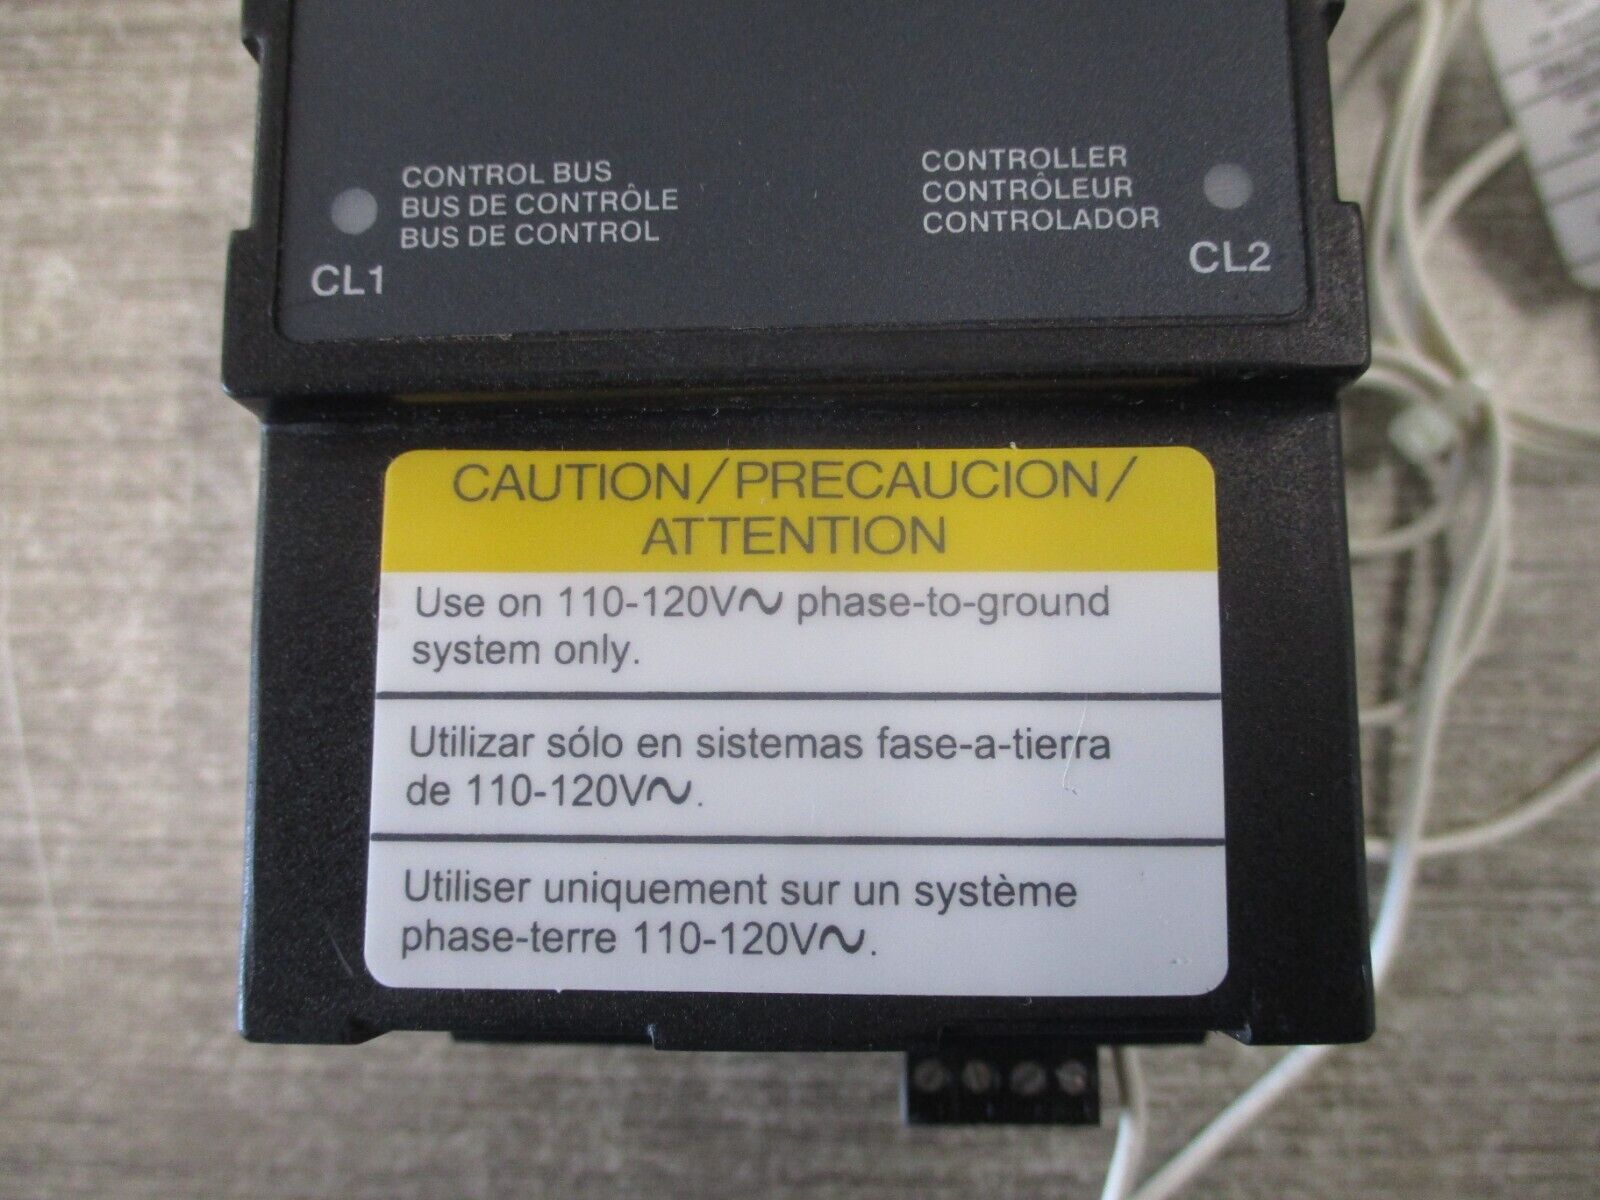 CONTROL BUS
BUS DE CONTRÔLE
BUS DE CONTROL
CL1
CONTROLLER
CONTRÔLEUR
CONTROLADOR
CL2
CAUTION/PRECAUCION/
ATTENTION
Use on 110-120V∿ phase-to-ground
system only.
Utilizar sólo en sistemas fase-a-tierra
de 110-120V∿.
Utiliser uniquement sur un système
phase-terre 110-120V∿.